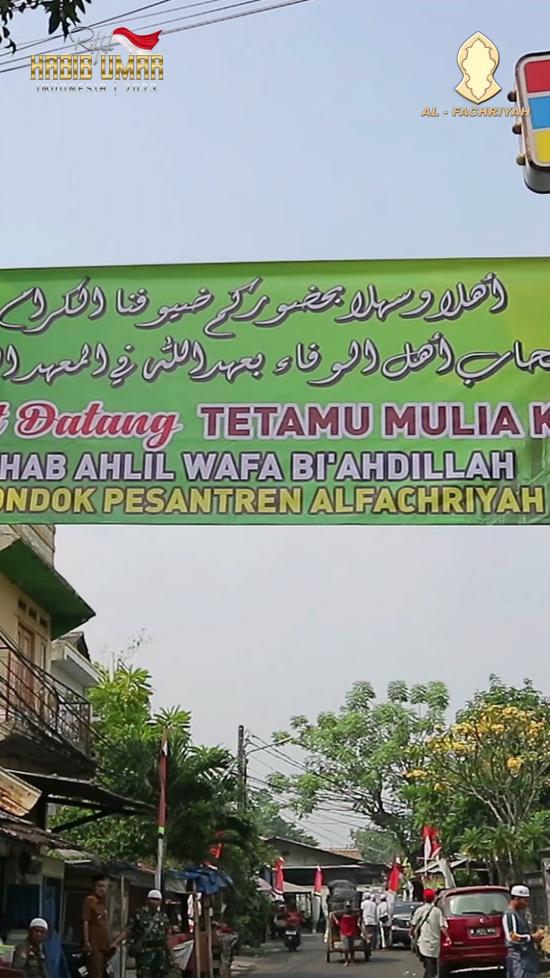 Rihlah
HABIB UMAR
INDONESIA | 2023
AL - FACHRIYAH
أهلا وسهلا بحضوركم ضيوفنا الكرام
أهل الوفاء بعهد الله في المعهد
Datang TETAMU MULIA K
HAB AHLIL WAFA BI'AHDILLAH
ONDOK PESANTREN ALFACHRIYAH